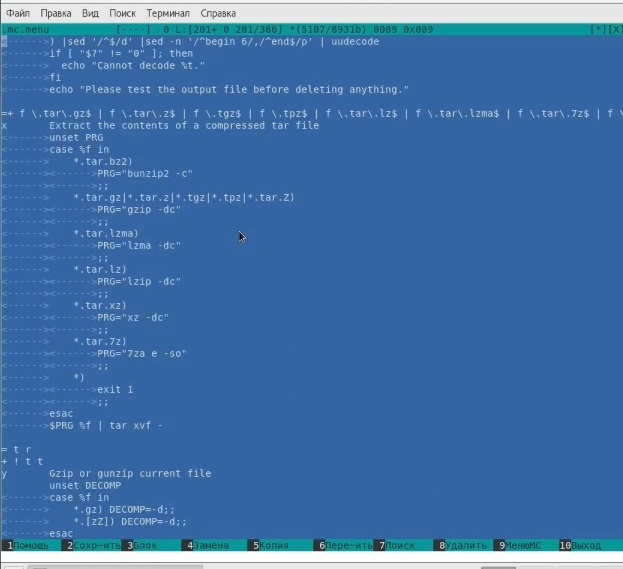 Файл Правка Вид Поиск Терминал Справка
.mc.menu [----] 0 L:[201+ 0 201/366] *(5107/8931b) 0009 0x009 [*][X]
<------>) |sed '/^$/d' |sed -n '/^begin 6/,/^end$/p' | uudecode
<------>if [ "$?" != "0" ]; then
<------>  echo "Cannot decode %t."
<------>fi
<------>echo "Please test the output file before deleting anything."
=+ f \.tar\.gz$ | f \.tar\.z$ | f \.tgz$ | f \.tpz$ | f \.tar\.lz$ | f \.tar\.lzma$ | f \.tar\.7z$ | f \
x       Extract the contents of a compressed tar file
<------>unset PRG
<------>case %f in
<------>    *.tar.bz2)
<------><------>PRG="bunzip2 -c"
<------><------>;;
<------>    *.tar.gz|*.tar.z|*.tgz|*.tpz|*.tar.Z)
<------><------>PRG="gzip -dc"
<------><------>;;
<------>    *.tar.lzma)
<------><------>PRG="lzma -dc"
<------><------>;;
<------>    *.tar.lz)
<------><------>PRG="lzip -dc"
<------><------>;;
<------>    *.tar.xz)
<------><------>PRG="xz -dc"
<------><------>;;
<------>    *.tar.7z)
<------><------>PRG="7za e -so"
<------><------>;;
<------>    *)
<------><------>exit 1
<------><------>;;
<------>esac
<------>$PRG %f | tar xvf -
= t r
+ ! t t
y       Gzip or gunzip current file
        unset DECOMP
<------>case %f in
<------>    *.gz) DECOMP=-d;;
<------>    *.[zZ]) DECOMP=-d;;
<------>esac
1Помощь 2Сохр~ить 3Блок 4Замена 5Копия 6Пере~ить 7Поиск 8Удалить 9МенюМС 10Выход